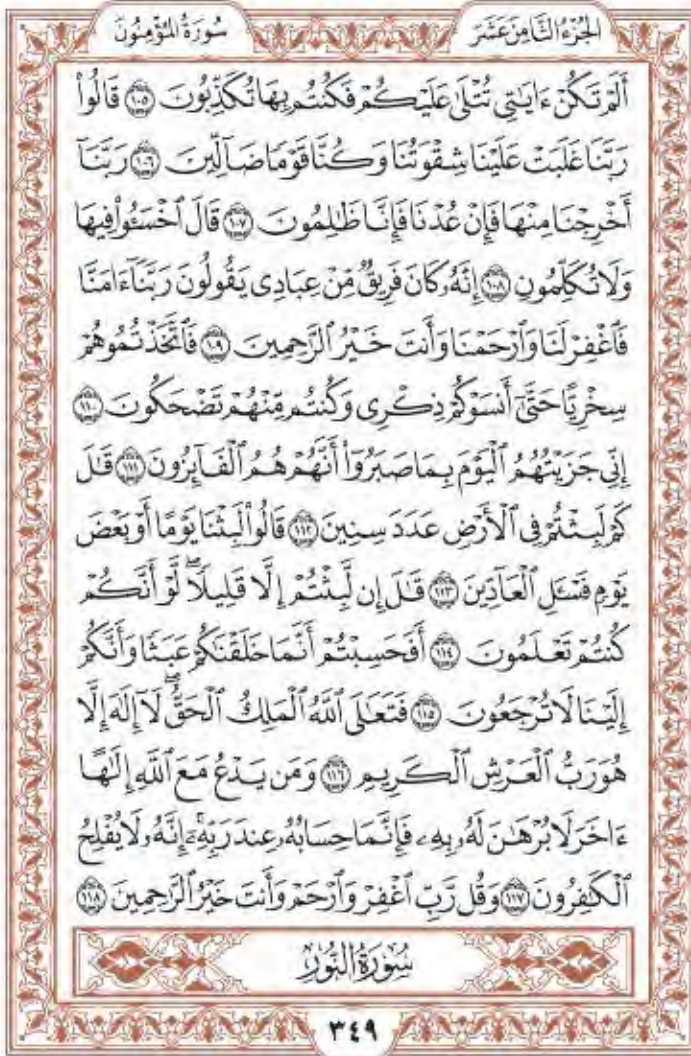 سُورَةُ المُؤۡمِنُونَ
الجُزۡءُ الثَّامِنَ عَشَرَ
أَلَمۡ تَكُنۡ ءَايَٰتِي تُتۡلَىٰ عَلَيۡكُمۡ فَكُنتُم بِهَا تُكَذِّبُونَ ١٠٥ قَالُواْ
رَبَّنَا غَلَبَتۡ عَلَيۡنَا شِقۡوَتُنَا وَكُنَّا قَوۡمٗا ضَآلِّينَ ١٠٦ رَبَّنَآ
أَخۡرِجۡنَا مِنۡهَا فَإِنۡ عُدۡنَا فَإِنَّا ظَٰلِمُونَ ١٠٧ قَالَ ٱخۡسَـُٔواْ فِيهَا
وَلَا تُكَلِّمُونِ ١٠٨ إِنَّهُۥ كَانَ فَرِيقٞ مِّنۡ عِبَادِي يَقُولُونَ رَبَّنَآ ءَامَنَّا
فَٱغۡفِرۡ لَنَا وَٱرۡحَمۡنَا وَأَنتَ خَيۡرُ ٱلرَّٰحِمِينَ ١٠٩ فَٱتَّخَذۡتُمُوهُمۡ
سِخۡرِيًّا حَتَّىٰٓ أَنسَوۡكُمۡ ذِكۡرِي وَكُنتُم مِّنۡهُمۡ تَضۡحَكُونَ ١١٠
إِنِّي جَزَيۡتُهُمُ ٱلۡيَوۡمَ بِمَا صَبَرُوٓاْ أَنَّهُمۡ هُمُ ٱلۡفَآئِزُونَ ١١١ قَٰلَ
كَمۡ لَبِثۡتُمۡ فِي ٱلۡأَرۡضِ عَدَدَ سِنِينَ ١١٢ قَالُواْ لَبِثۡنَا يَوۡمًا أَوۡ بَعۡضَ
يَوۡمٖ فَسۡـَٔلِ ٱلۡعَآدِّينَ ١١٣ قَٰلَ إِن لَّبِثۡتُمۡ إِلَّا قَلِيلٗاۖ لَّوۡ أَنَّكُمۡ
كُنتُمۡ تَعۡلَمُونَ ١١٤ أَفَحَسِبۡتُمۡ أَنَّمَا خَلَقۡنَٰكُمۡ عَبَثٗا وَأَنَّكُمۡ
إِلَيۡنَا لَا تُرۡجَعُونَ ١١٥ فَتَعَٰلَى ٱللَّهُ ٱلۡمَلِكُ ٱلۡحَقُّۖ لَآ إِلَٰهَ إِلَّا
هُوَ رَبُّ ٱلۡعَرۡشِ ٱلۡكَرِيمِ ١١٦ وَمَن يَدۡعُ مَعَ ٱللَّهِ إِلَٰهًا
ءَاخَرَ لَا بُرۡهَٰنَ لَهُۥ بِهِۦ فَإِنَّمَا حِسَابُهُۥ عِندَ رَبِّهِۦٓۚ إِنَّهُۥ لَا يُفۡلِحُ
ٱلۡكَٰفِرُونَ ١١٧ وَقُل رَّبِّ ٱغۡفِرۡ وَٱرۡحَمۡ وَأَنتَ خَيۡرُ ٱلرَّٰحِمِينَ ١١٨
سُورَةُ النُّورِ
٣٤٩